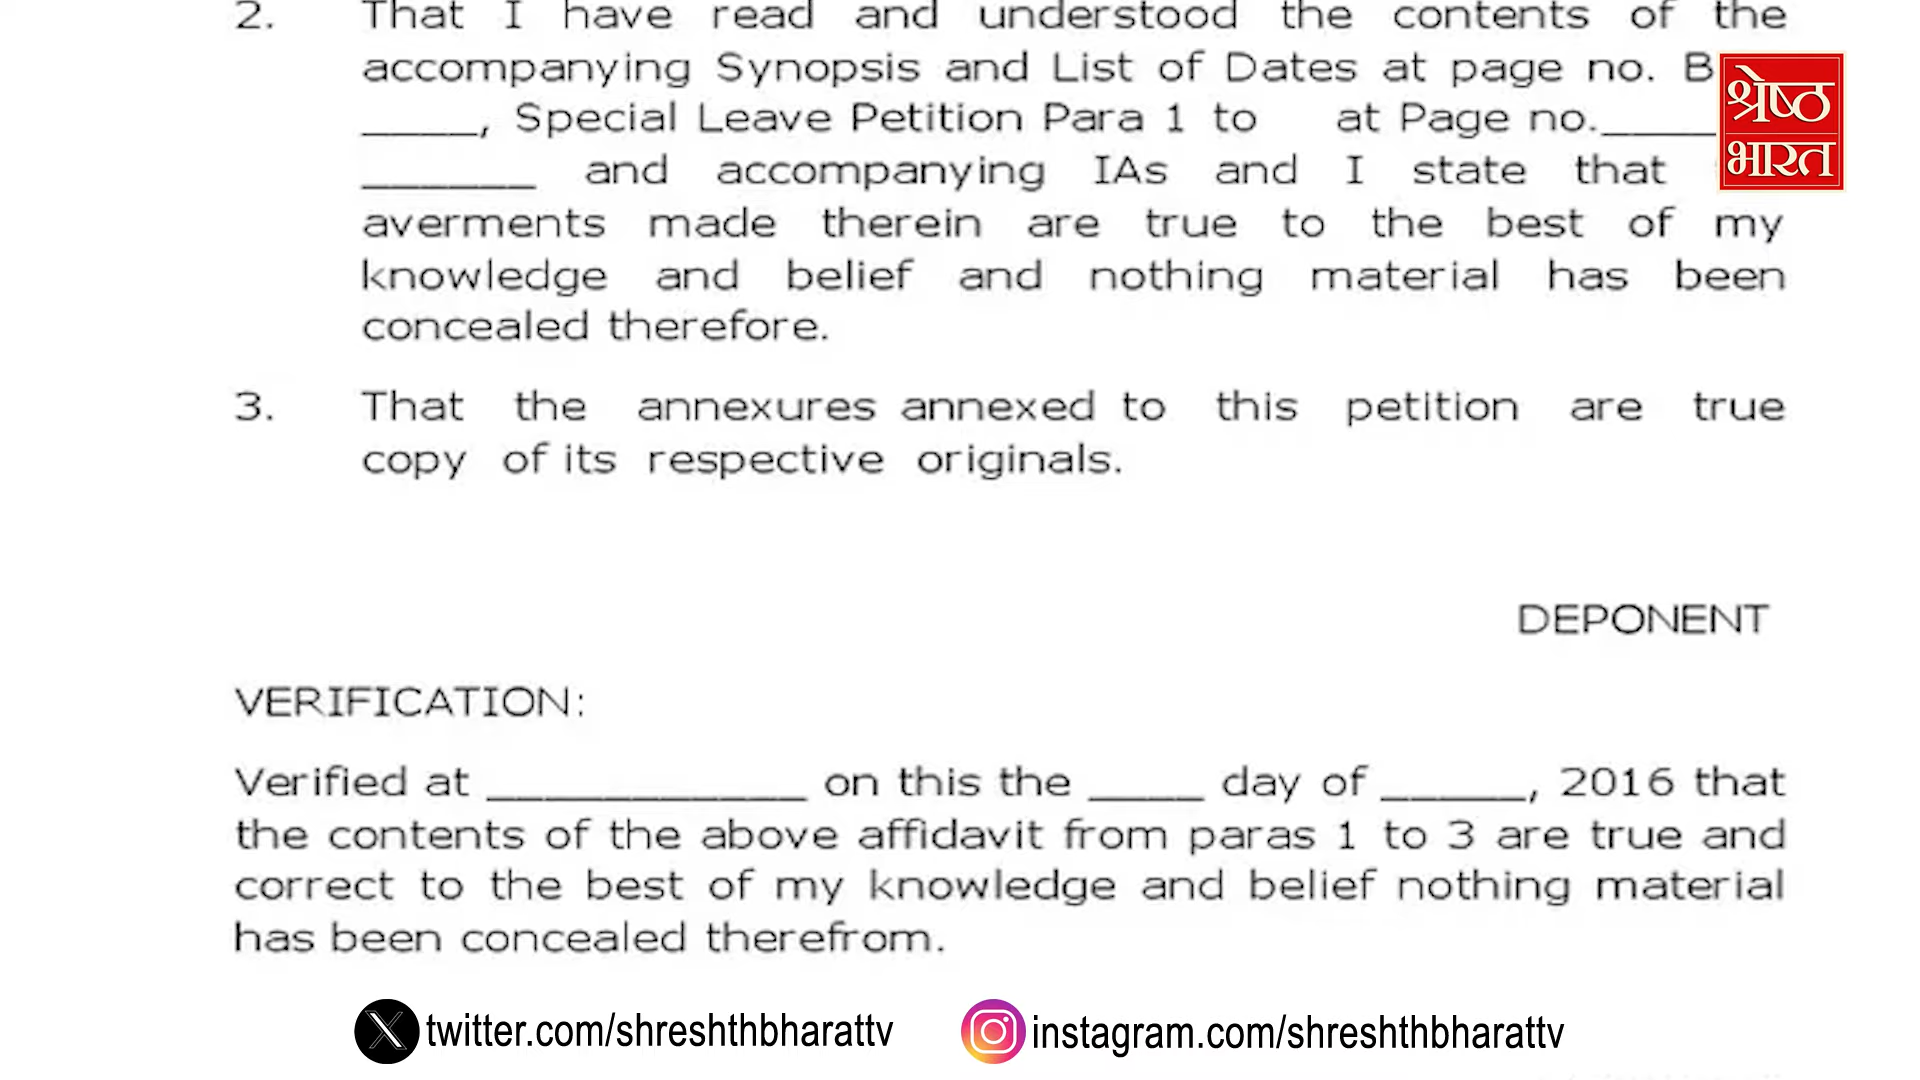 2. That I have read and understood the contents of the
accompanying Synopsis and List of Dates at page no. B
____, Special Leave Petition Para 1 to at Page no.____
______ and accompanying IAs and I state that
averments made therein are true to the best of my
knowledge and belief and nothing material has been
concealed therefore.
3. That the annexures annexed to this petition are true
copy of its respective originals.
DEPONENT
VERIFICATION:
Verified at ___________ on this the ____ day of _____, 2016 that
the contents of the above affidavit from paras 1 to 3 are true and
correct to the best of my knowledge and belief nothing material
has been concealed therefrom.
श्रेष्ठ
भारत
twitter.com/shreshthbharattv
instagram.com/shreshthbharattv